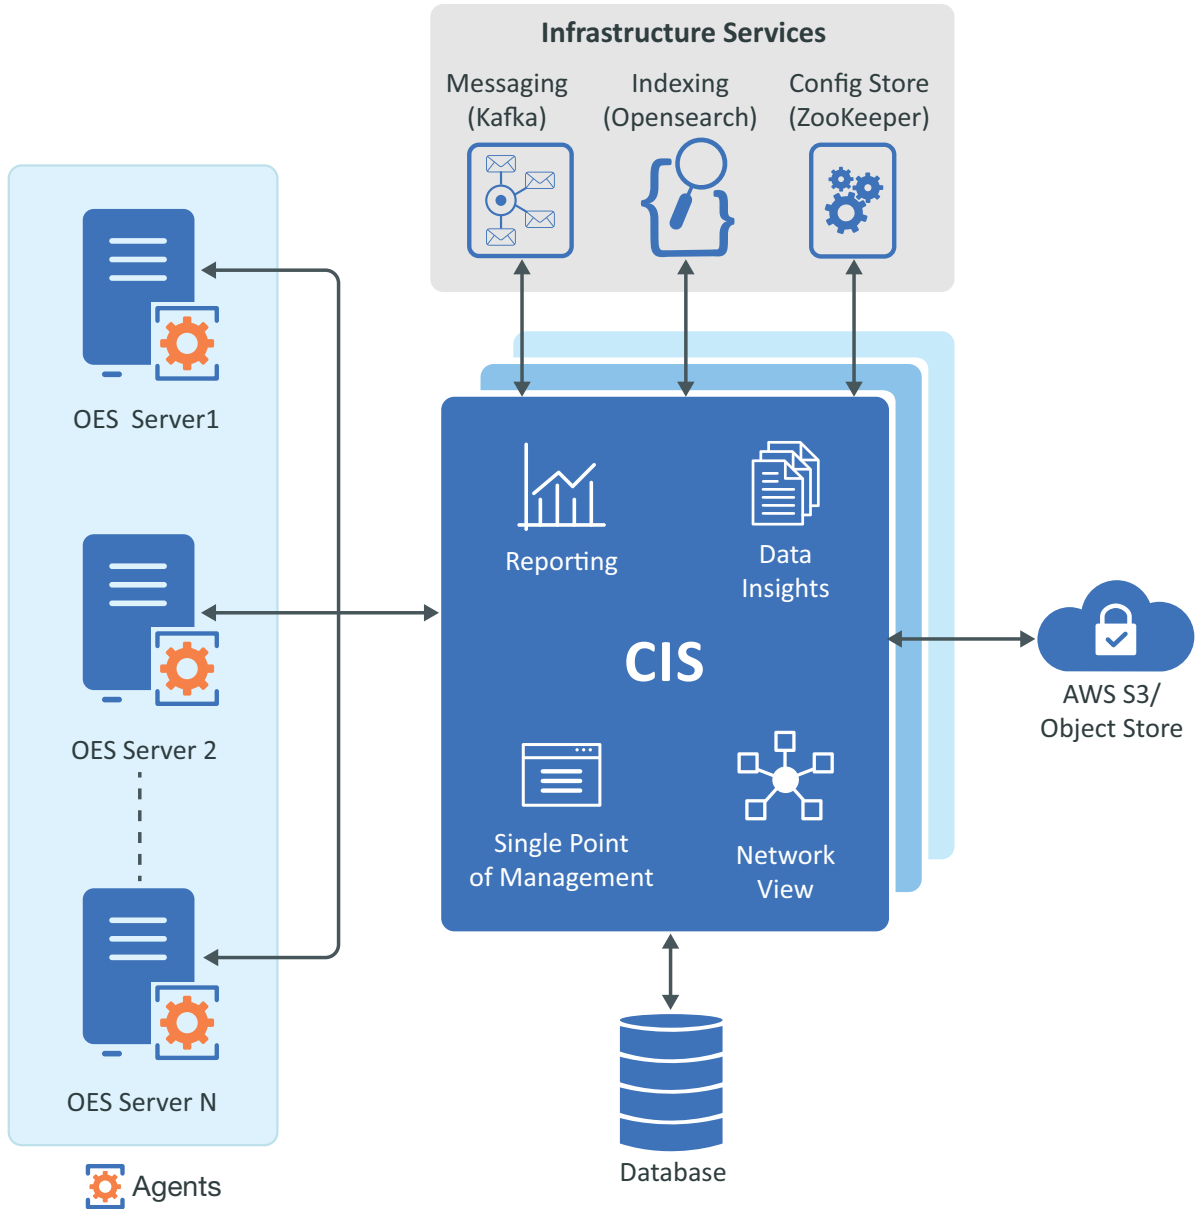 Infrastructure Services
Messaging
(Kafka)
Indexing
(Opensearch)
Config Store
(ZooKeeper)
OES  Server1
OES Server 2
OES Server N
Agents
Reporting
Data
Insights
CIS
Single Point
of Management
Network
View
AWS S3/
Object Store
Database